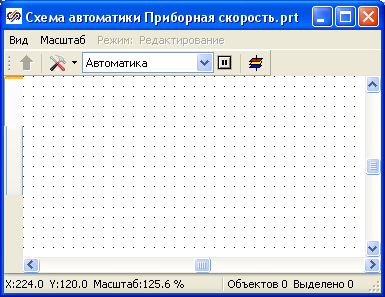 Схема автоматики Приборная скорость.prt
Вид Масштаб Режим: Редактирование
Автоматика
X:224.0 Y:120.0 Масштаб:125.6 % Объектов 0 Выделено 0